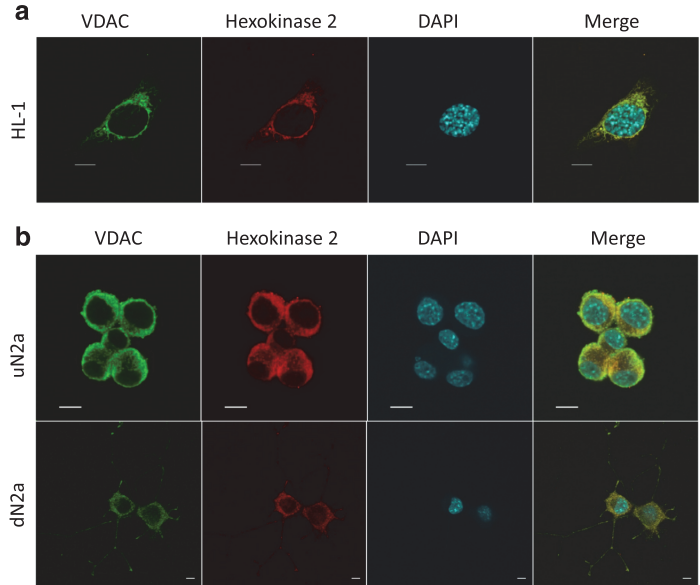 a
VDAC Hexokinase 2 DAPI Merge
HL-1
b
VDAC Hexokinase 2 DAPI Merge
uN2a
dN2a